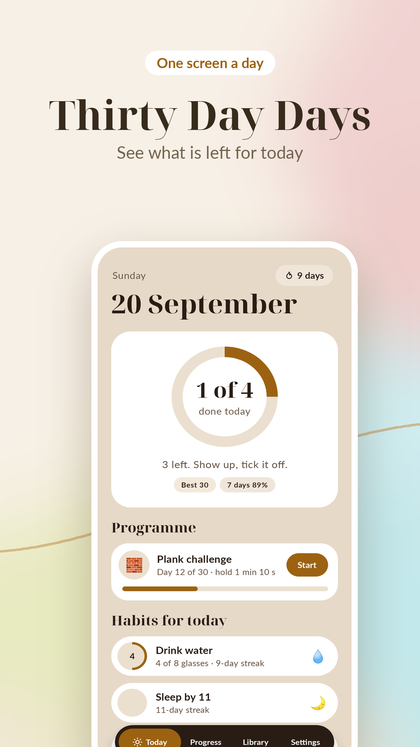 One screen a day
Thirty Day Days
See what is left for today
Sunday
9 days
20 September
1 of 4
done today
3 left. Show up, tick it off.
Best 30
7 days 89%
Programme
Plank challenge
Day 12 of 30 · hold 1 min 10 s
Start
Habits for today
4
Drink water
4 of 8 glasses · 9-day streak
Sleep by 11
11-day streak
Today
Progress
Library
Settings